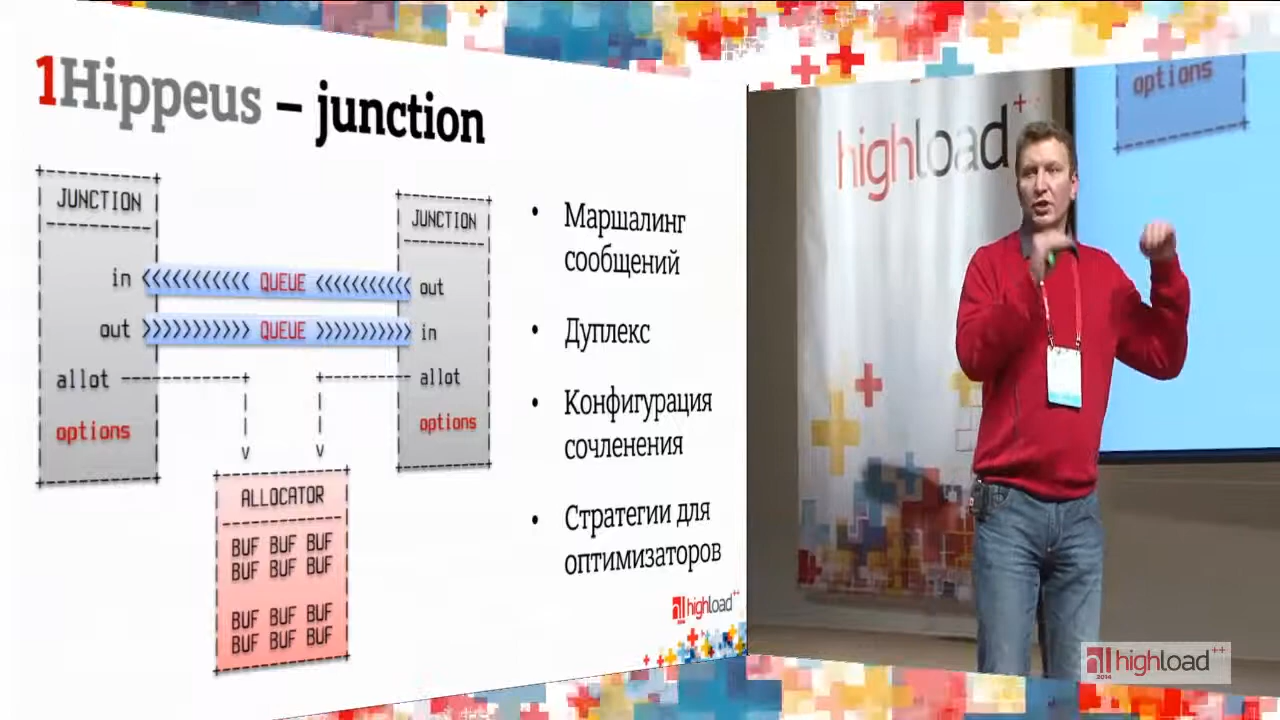 1Hippeus – junction
JUNCTION
in
out
allot
options
QUEUE
QUEUE
JUNCTION
out
in
allot
options
ALLOCATOR
BUF BUF BUF
BUF BUF BUF
BUF BUF BUF
BUF BUF BUF
• Маршалинг
сообщений
• Дуплекс
• Конфигурация
сочленения
• Стратегии для
оптимизаторов
highload++
highload++
options
highload++
2014